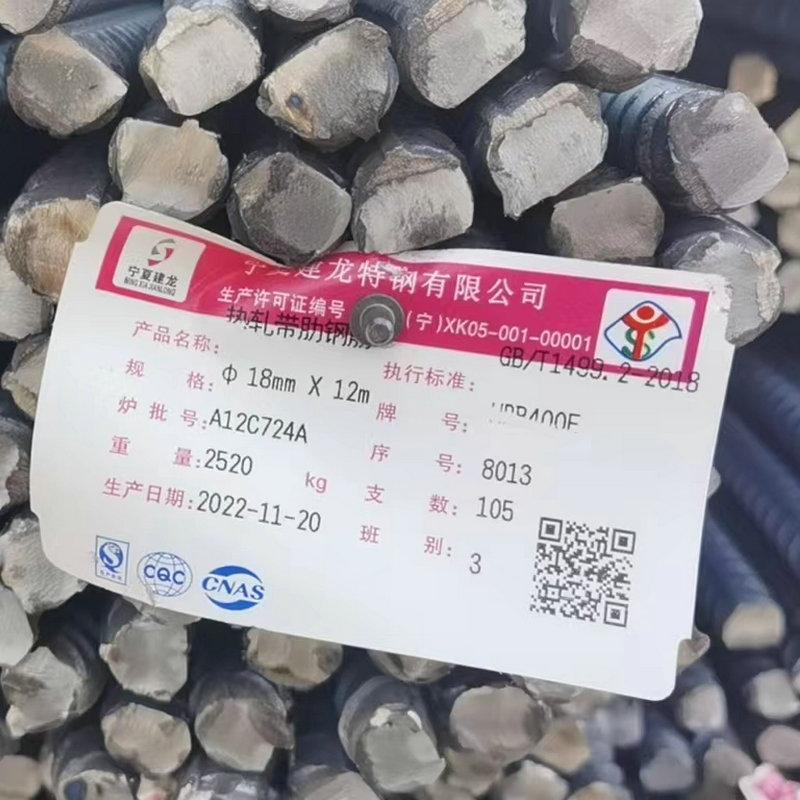 宁夏建龙
NING XIA JIANLONG
宁夏建龙特钢有限公司
生产许可证编号 (宁)XK05-001-00001
产品名称: 热轧带肋钢筋
执行标准: GB/T1499.2-2018
规 格: Φ 18mm X 12m
牌 号:
炉批号: A12C724A
序 号: 8013
重 量: 2520 kg
支 数: 105
生产日期: 2022-11-20
班 别: 3
CQC
CNAS